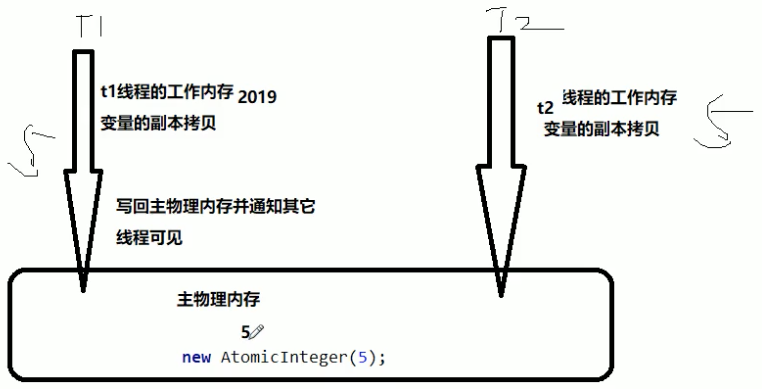 T1
T2
t1线程的工作内存 2019
变量的副本拷贝
5
t2 线程的工作内存
变量的副本拷贝
5
写回主物理内存并通知其它
线程可见
主物理内存
5
new AtomicInteger(5);